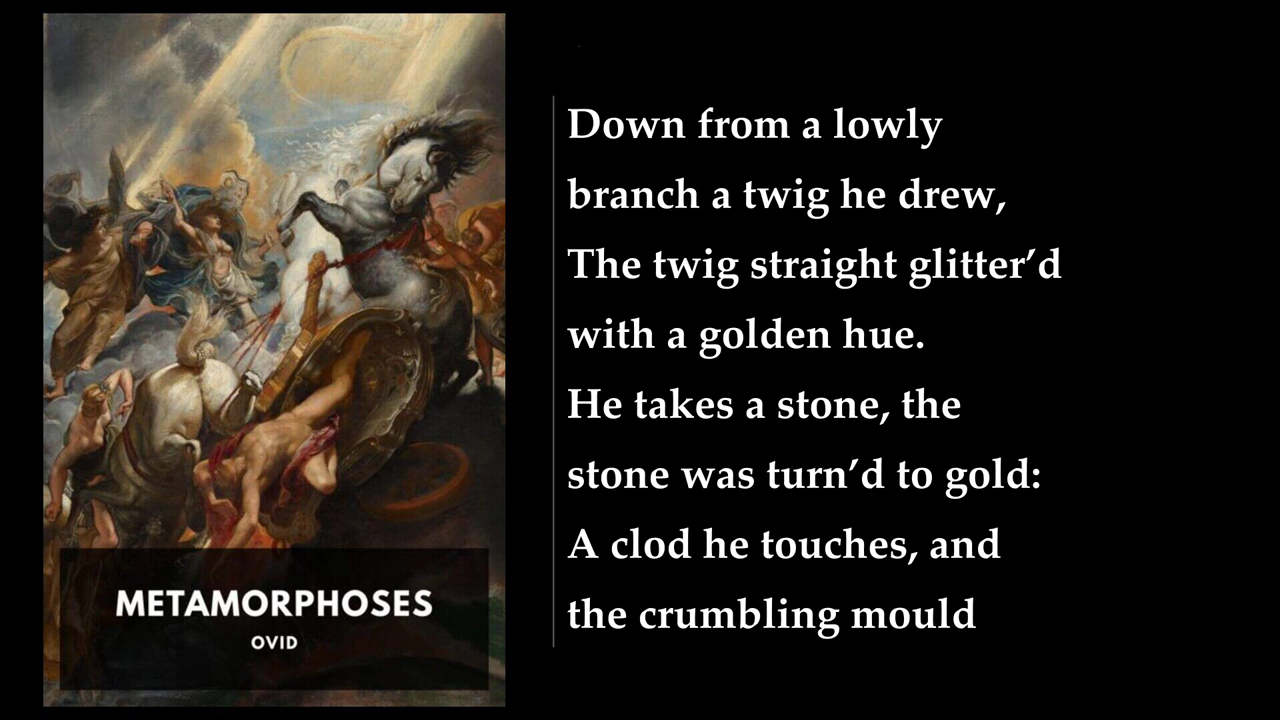 METAMORPHOSES
OVID
Down from a lowly
branch a twig he drew,
The twig straight glitter’d
with a golden hue.
He takes a stone, the
stone was turn’d to gold:
A clod he touches, and
the crumbling mould